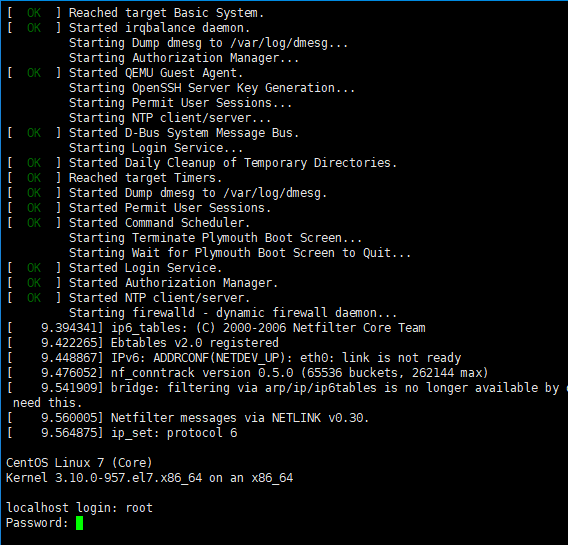 [  OK  ] Reached target Basic System.
[  OK  ] Started irqbalance daemon.
         Starting Dump dmesg to /var/log/dmesg...
         Starting Authorization Manager...
[  OK  ] Started QEMU Guest Agent.
         Starting OpenSSH Server Key Generation...
         Starting Permit User Sessions...
         Starting NTP client/server...
[  OK  ] Started D-Bus System Message Bus.
         Starting Login Service...
[  OK  ] Started Daily Cleanup of Temporary Directories.
[  OK  ] Reached target Timers.
[  OK  ] Started Dump dmesg to /var/log/dmesg.
[  OK  ] Started Permit User Sessions.
[  OK  ] Started Command Scheduler.
         Starting Terminate Plymouth Boot Screen...
         Starting Wait for Plymouth Boot Screen to Quit...
[  OK  ] Started Login Service.
[  OK  ] Started Authorization Manager.
[  OK  ] Started NTP client/server.
         Starting firewalld - dynamic firewall daemon...
[    9.394341] ip6_tables: (C) 2000-2006 Netfilter Core Team
[    9.422265] Ebtables v2.0 registered
[    9.448867] IPv6: ADDRCONF(NETDEV_UP): eth0: link is not ready
[    9.476052] nf_conntrack version 0.5.0 (65536 buckets, 262144 max)
[    9.541909] bridge: filtering via arp/ip/ip6tables is no longer available by
 need this.
[    9.560005] Netfilter messages via NETLINK v0.30.
[    9.564875] ip_set: protocol 6

CentOS Linux 7 (Core)
Kernel 3.10.0-957.el7.x86_64 on an x86_64

localhost login: root
Password: